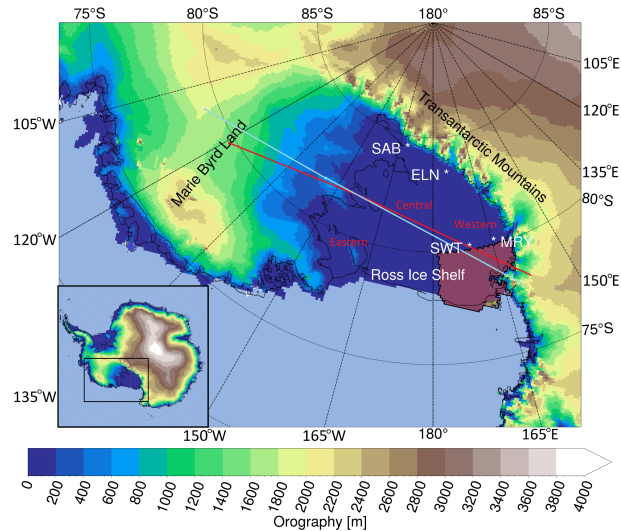 75°S
80°S
85°S
180°
85°S
105°E
120°E
135°E
80°S
150°E
75°S
105°W
120°W
135°W
Transantarctic Mountains
Marie Byrd Land
SAB *
ELN *
Central
Western
Eastern
SWT *
* MRY
Ross Ice Shelf
150°W
165°W
180°
165°E
0
200
400
600
800
1000
1200
1400
1600
1800
2000
2200
2400
2600
2800
3000
3200
3400
3600
3800
4000
Orography [m]